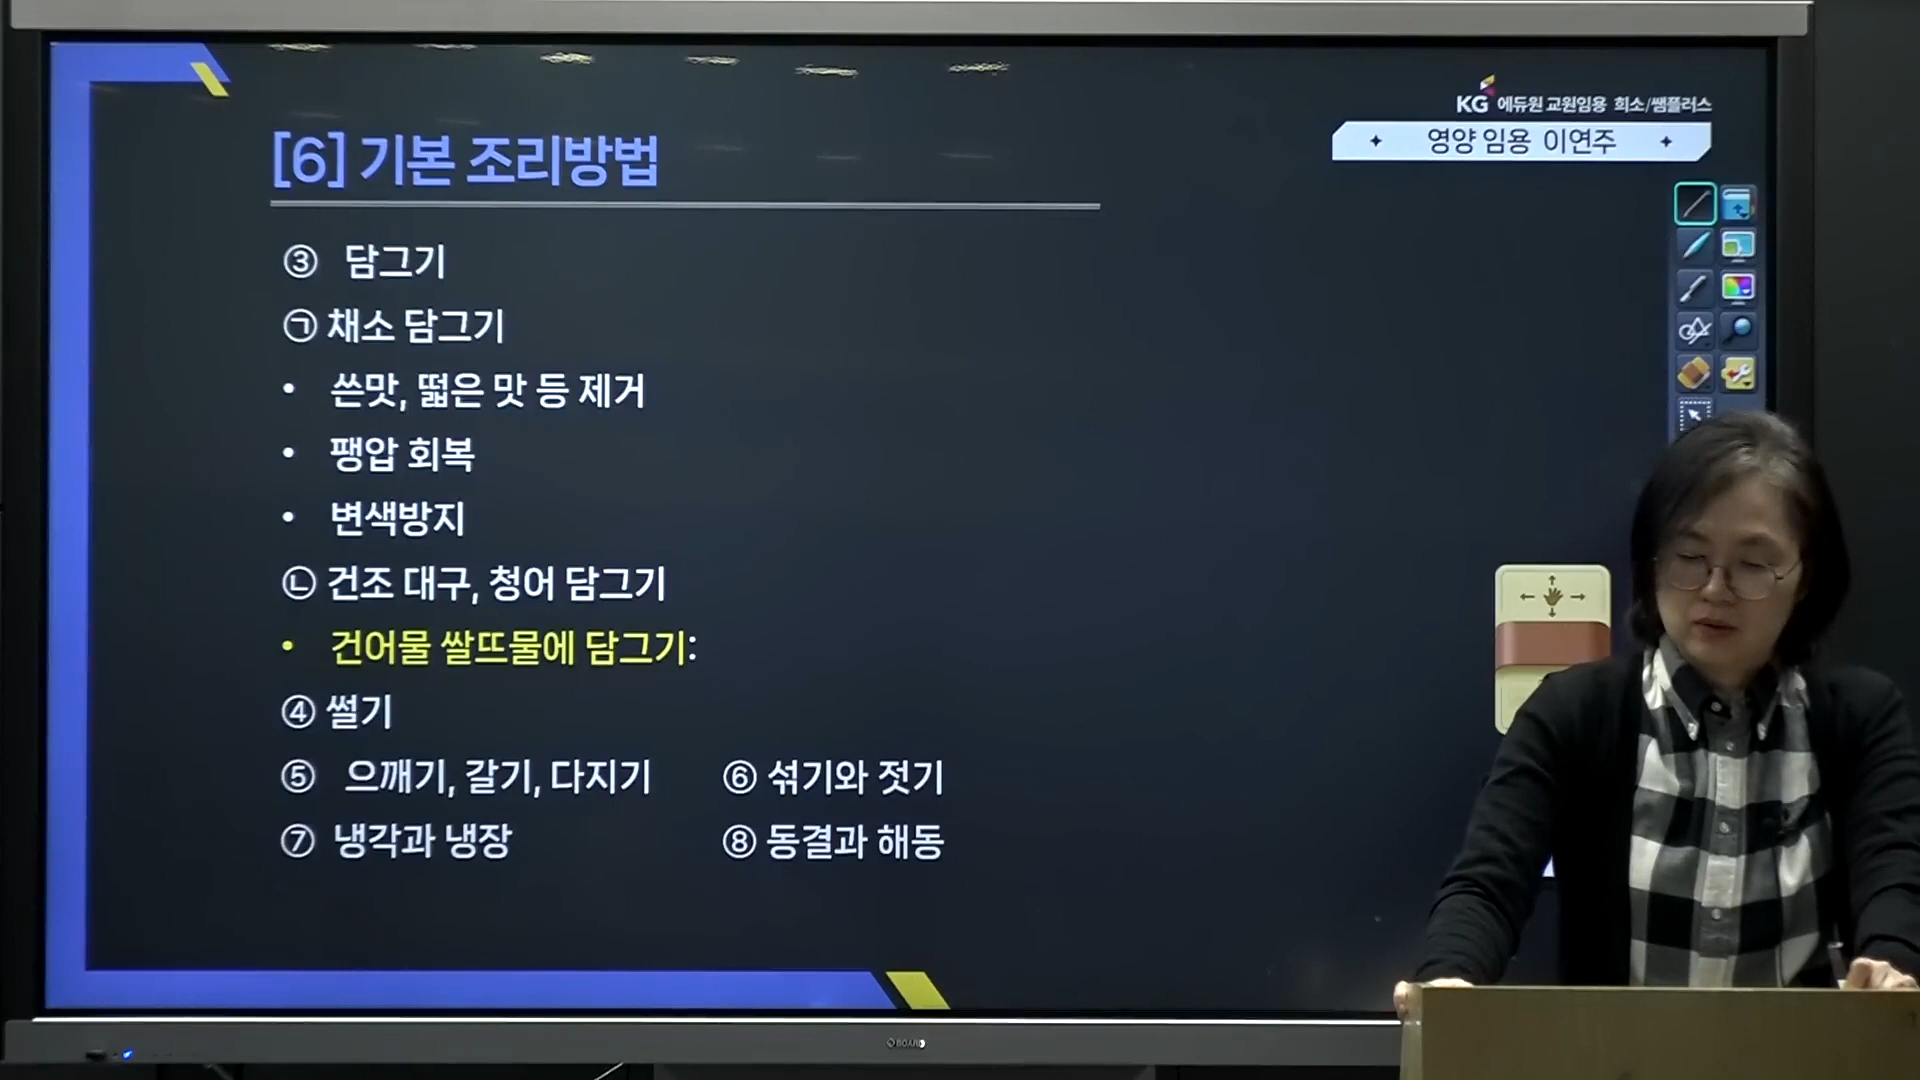 KG 에듀원 교원임용 희소/쌤플러스
영양 임용 이연주
[6] 기본 조리방법
③ 담그기
㉠ 채소 담그기
• 쓴맛, 떫은 맛 등 제거
• 팽압 회복
• 변색방지
㉡ 건조 대구, 청어 담그기
• 건어물 쌀뜨물에 담그기:
④ 썰기
⑤ 으깨기, 갈기, 다지기 ⑥ 섞기와 젓기
⑦ 냉각과 냉장 ⑧ 동결과 해동